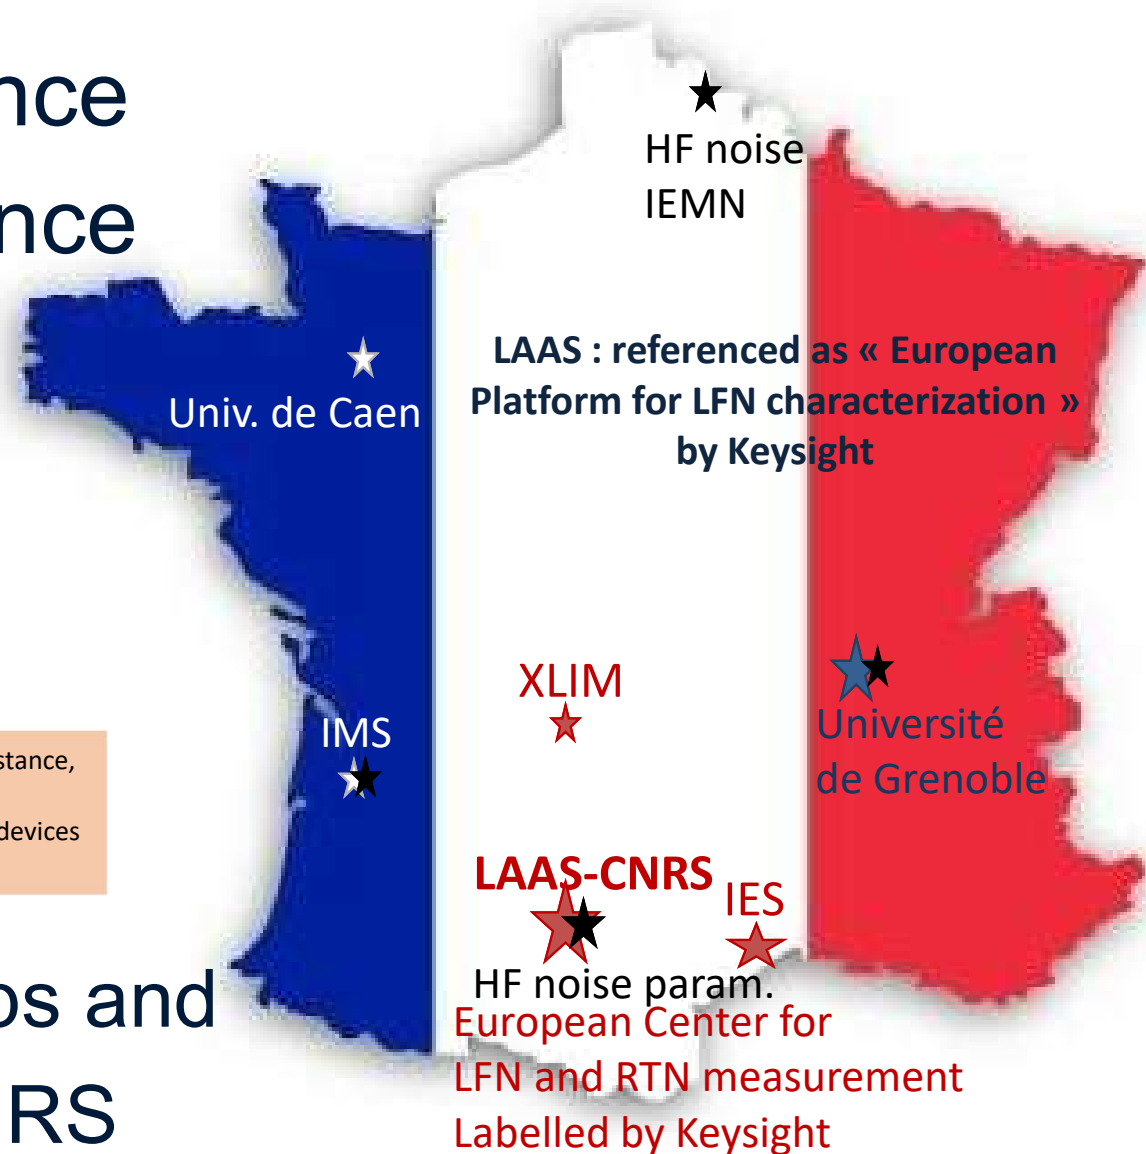 nce
nce
HF noise
IEMN
LAAS : referenced as « European
Platform for LFN characterization »
by Keysight
Univ. de Caen
XLIM
IMS
Université
de Grenoble
stance,
devices
LAAS-CNRS
IES
HF noise param.
European Center for
LFN and RTN measurement
Labelled by Keysight
os and
RS